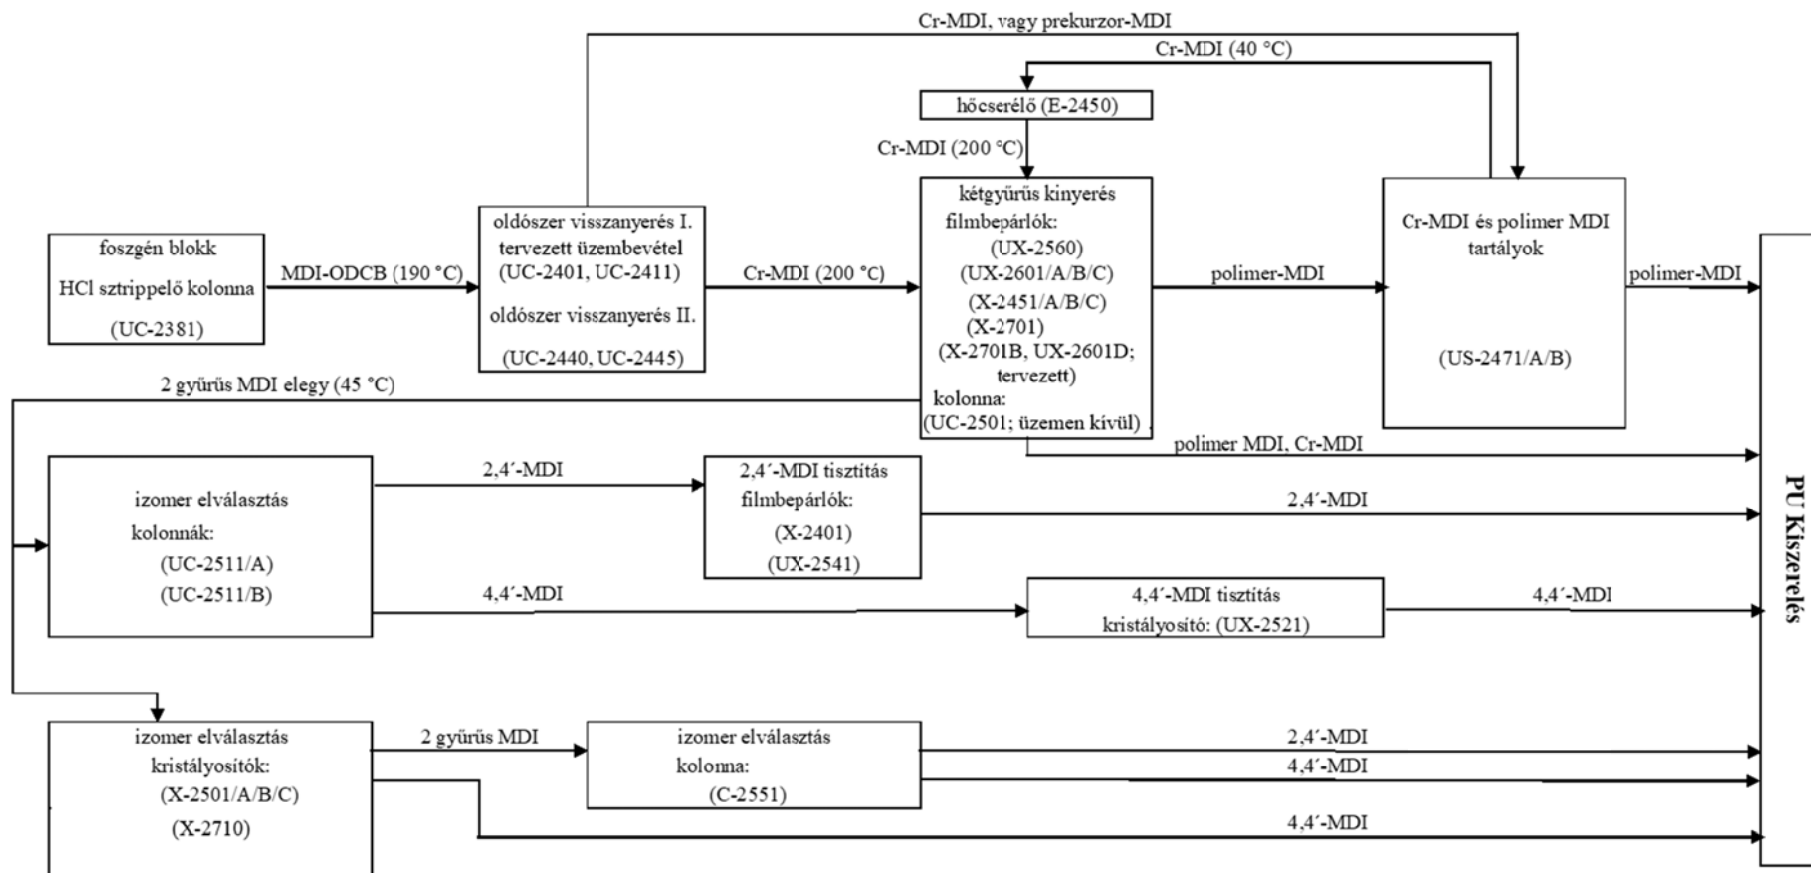 Cr-MDI, vagy prekurzor-MDI
Cr-MDI (40 °C)
hőcserélő (E-2450)
Cr-MDI (200 °C)
foszgén blokk
HCl sztrippelő kolonna
(UC-2381)
MDI-ODCB (190 °C)
oldószer visszanyerés I.
tervezett üzembevétel
(UC-2401, UC-2411)
oldószer visszanyerés II.
(UC-2440, UC-2445)
Cr-MDI (200 °C)
kétgyűrűs kinyerés
filmbepárlók:
(UX-2560)
(UX-2601/A/B/C)
(X-2451/A/B/C)
(X-2701)
(X-2701B, UX-2601D;
tervezett)
kolonna:
(UC-2501; üzemen kívül)
polimer-MDI
Cr-MDI és polimer MDI
tartályok
(US-2471/A/B)
polimer-MDI
2 gyűrüs MDI elegy (45 °C)
polimer MDI, Cr-MDI
izomer elválasztás
kolonnák:
(UC-2511/A)
(UC-2511/B)
2,4´-MDI
2,4´-MDI tisztítás
filmbepárlók:
(X-2401)
(UX-2541)
2,4´-MDI
4,4´-MDI
4,4´-MDI tisztítás
kristályosító: (UX-2521)
4,4´-MDI
izomer elválasztás
kristályosítók:
(X-2501/A/B/C)
(X-2710)
2 gyűrüs MDI
izomer elválasztás
kolonna:
(C-2551)
2,4´-MDI
4,4´-MDI
4,4´-MDI
PU Kiszerelés